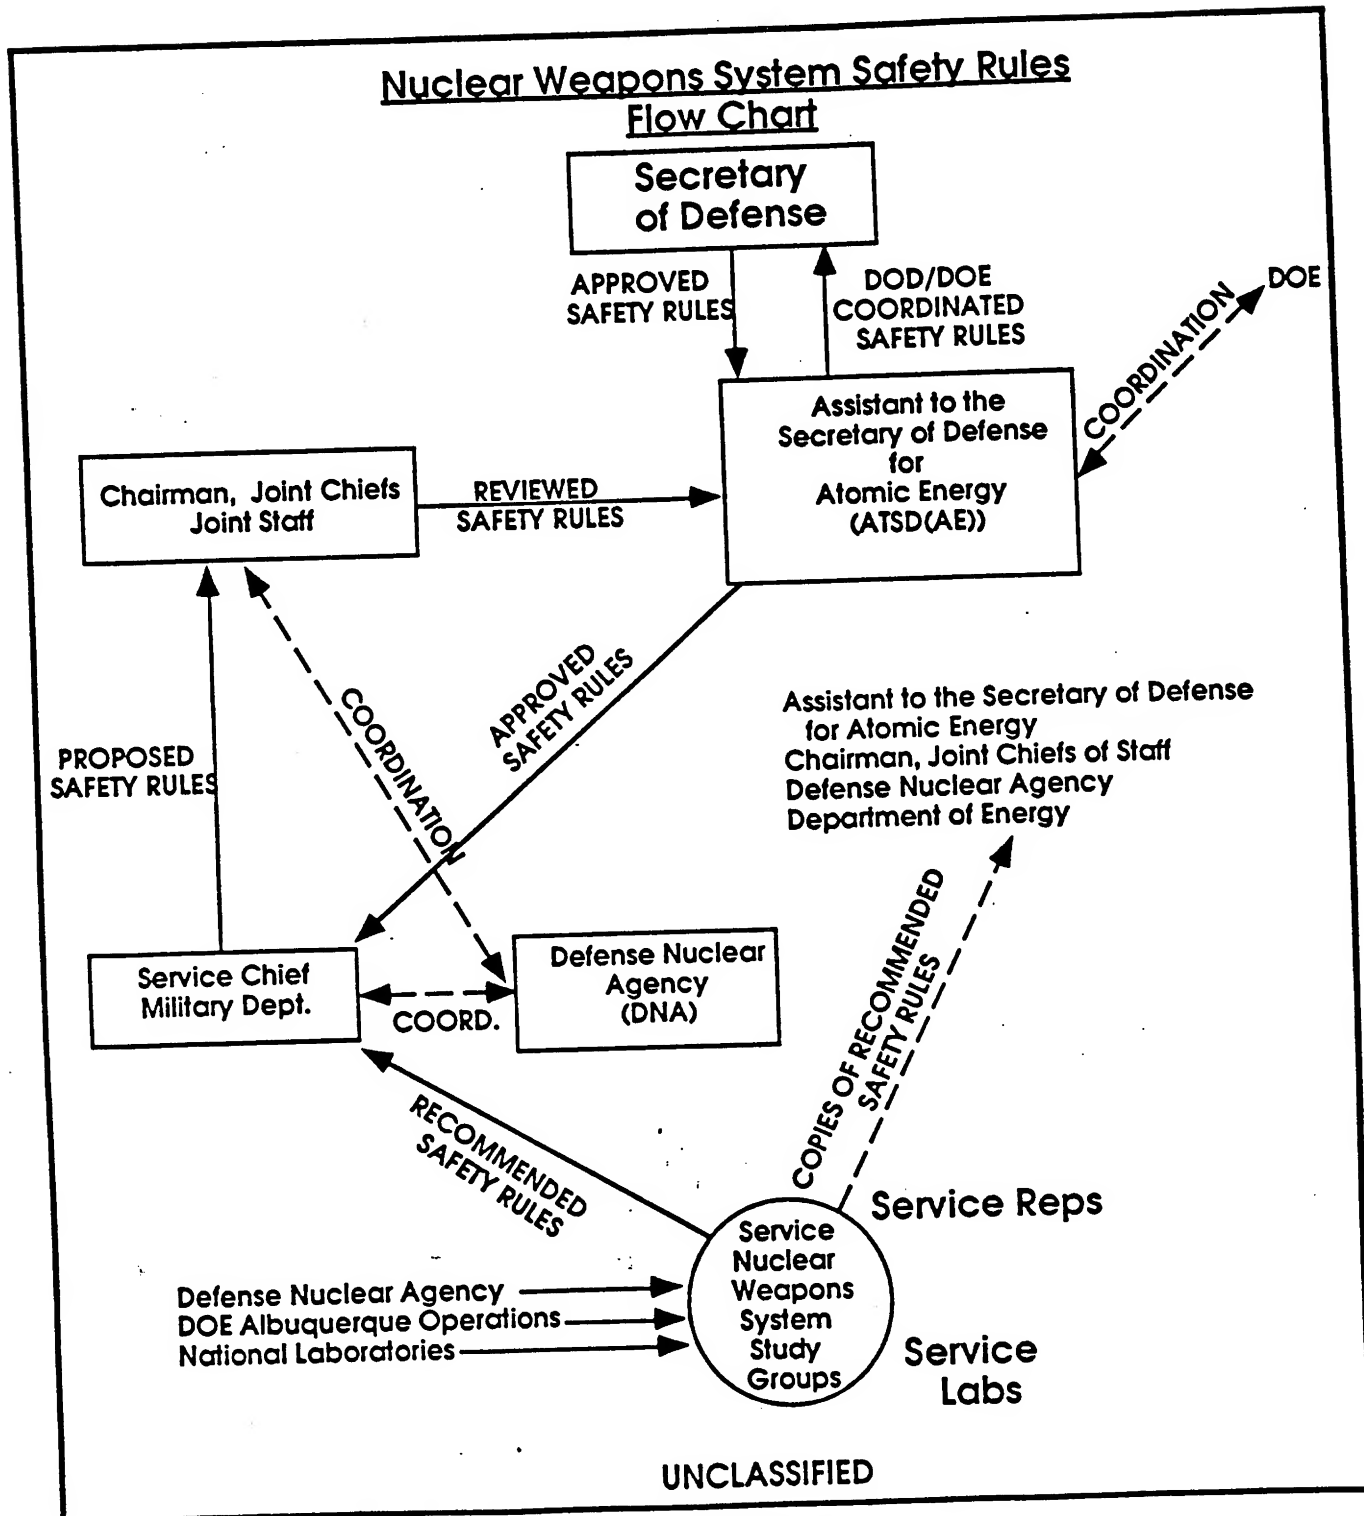 Nuclear Weapons System Safety Rules
Flow Chart
Secretary
of Defense
APPROVED
SAFETY RULES
DOD/DOE
COORDINATED
SAFETY RULES
COORDINATION
DOE
Assistant to the
Secretary of Defense
for
Atomic Energy
(ATSD(AE))
Chairman, Joint Chiefs
Joint Staff
REVIEWED
SAFETY RULES
PROPOSED
SAFETY RULES
COORDINATION
APPROVED
SAFETY RULES
Assistant to the Secretary of Defense
for Atomic Energy
Chairman, Joint Chiefs of Staff
Defense Nuclear Agency
Department of Energy
Service Chief
Military Dept.
COORD.
Defense Nuclear
Agency
(DNA)
COPIES OF RECOMMENDED
SAFETY RULES
RECOMMENDED
SAFETY RULES
Service Reps
Service
Nuclear
Weapons
System
Study
Groups
Defense Nuclear Agency
DOE Albuquerque Operations
National Laboratories
Service
Labs
UNCLASSIFIED